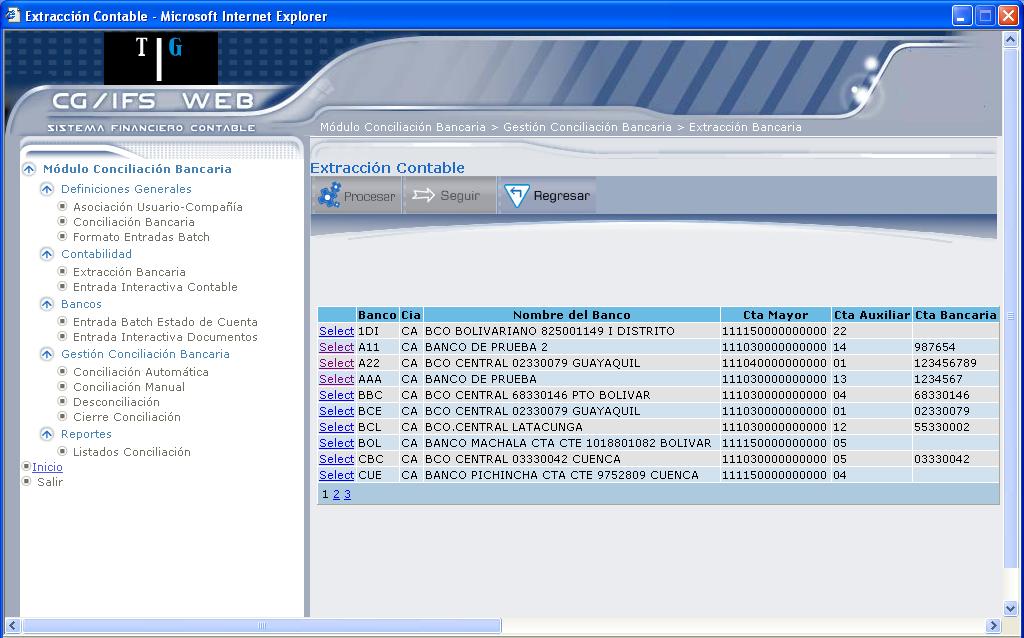 Extracción Contable - Microsoft Internet Explorer
T G
CG/IFS WEB
SISTEMA FINANCIERO CONTABLE
Módulo Conciliación Bancaria > Gestión Conciliación Bancaria > Extracción Bancaria
Módulo Conciliación Bancaria
Definiciones Generales
Asociación Usuario-Compañía
Conciliación Bancaria
Formato Entradas Batch
Contabilidad
Extracción Bancaria
Entrada Interactiva Contable
Bancos
Entrada Batch Estado de Cuenta
Entrada Interactiva Documentos
Gestión Conciliación Bancaria
Conciliación Automática
Conciliación Manual
Desconciliación
Cierre Conciliación
Reportes
Listados Conciliación
Inicio
Salir
Extracción Contable
Procesar Seguir Regresar
Banco Cia Nombre del Banco Cta Mayor Cta Auxiliar Cta Bancaria
Select 1DI CA BCO BOLIVARIANO 825001149 I DISTRITO 111150000000000 22
Select A11 CA BANCO DE PRUEBA 2 111030000000000 14 987654
Select A22 CA BCO CENTRAL 02330079 GUAYAQUIL 111040000000000 01 123456789
Select AAA CA BANCO DE PRUEBA 111030000000000 13 1234567
Select BBC CA BCO CENTRAL 68330146 PTO BOLIVAR 111030000000000 04 68330146
Select BCE CA BCO CENTRAL 02330079 GUAYAQUIL 111030000000000 01 02330079
Select BCL CA BCO.CENTRAL LATACUNGA 111030000000000 12 55330002
Select BOL CA BANCO MACHALA CTA CTE 1018801082 BOLIVAR 111150000000000 05
Select CBC CA BCO CENTRAL 03330042 CUENCA 111030000000000 05 03330042
Select CUE CA BANCO PICHINCHA CTA CTE 9752809 CUENCA 111150000000000 04
1 2 3